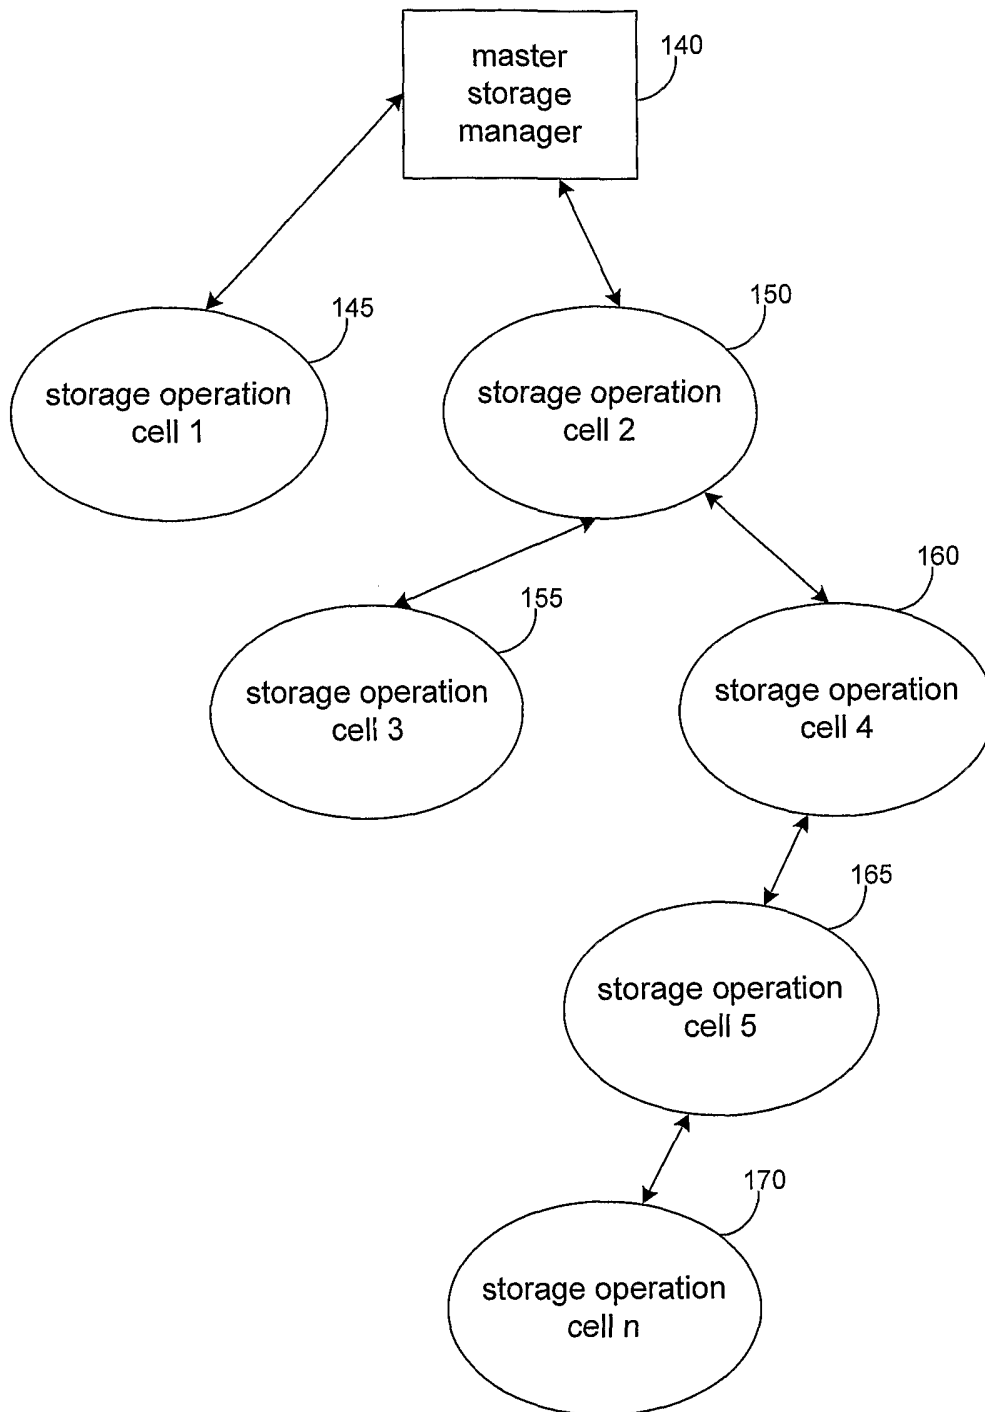 master
storage
manager
140
145
storage operation
cell 1
150
storage operation
cell 2
155
storage operation
cell 3
160
storage operation
cell 4
165
storage operation
cell 5
170
storage operation
cell n